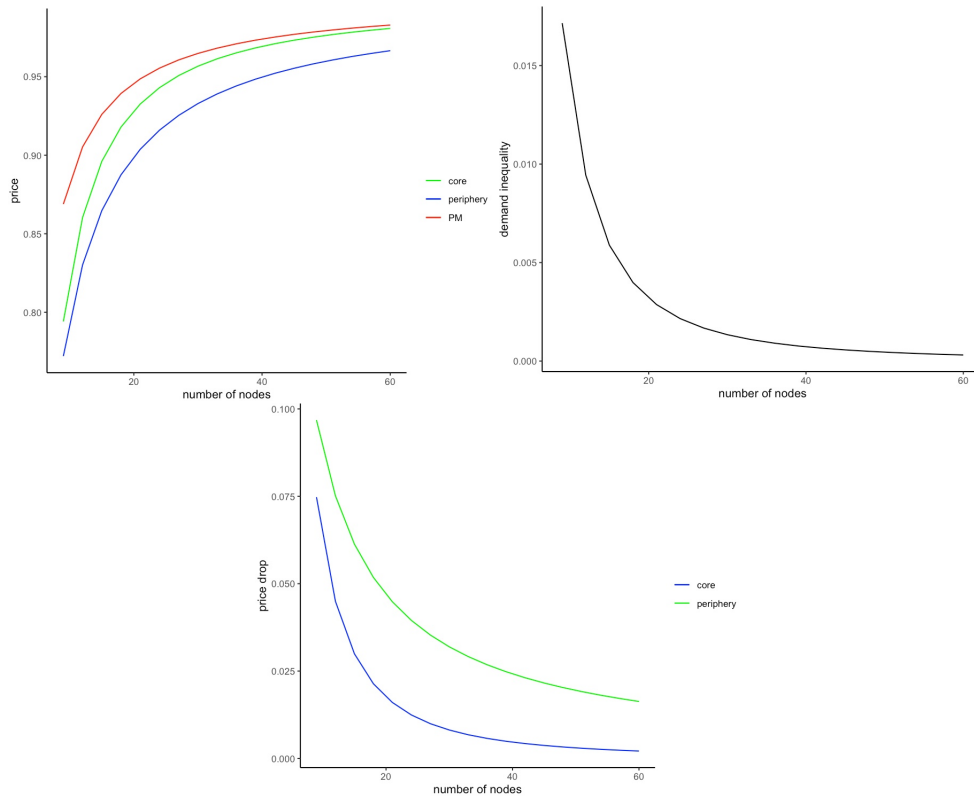 0.95
0.90
0.85
0.80
price
20
40
60
number of nodes
core
periphery
PM
0.015
0.010
0.005
0.000
demand inequality
20
40
60
number of nodes
0.100
0.075
0.050
0.025
0.000
price drop
20
40
60
number of nodes
core
periphery